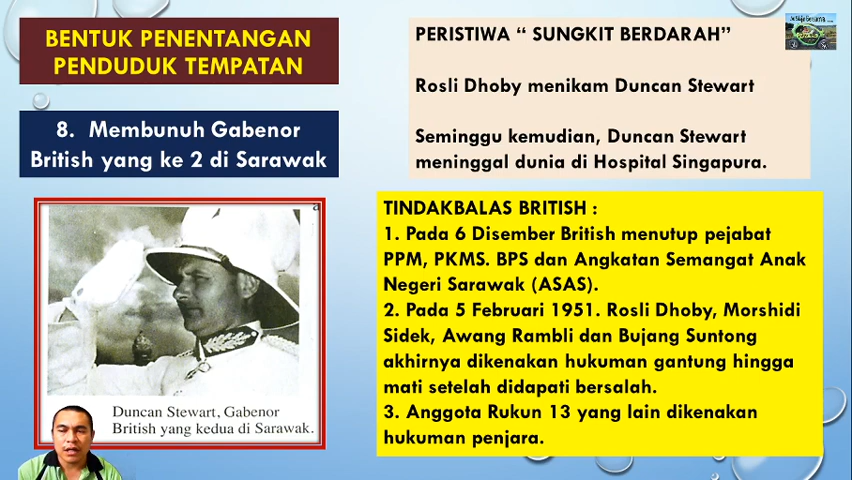 BENTUK PENENTANGAN
PENDUDUK TEMPATAN
8. Membunuh Gabenor
British yang ke 2 di Sarawak
a
Duncan Stewart, Gabenor
British yang kedua di Sarawak.
PERISTIWA “ SUNGKIT BERDARAH”
Rosli Dhoby menikam Duncan Stewart
Seminggu kemudian, Duncan Stewart
meninggal dunia di Hospital Singapura.
TINDAKBALAS BRITISH :
1. Pada 6 Disember British menutup pejabat
PPM, PKMS. BPS dan Angkatan Semangat Anak
Negeri Sarawak (ASAS).
2. Pada 5 Februari 1951. Rosli Dhoby, Morshidi
Sidek, Awang Rambli dan Bujang Suntong
akhirnya dikenakan hukuman gantung hingga
mati setelah didapati bersalah.
3. Anggota Rukun 13 yang lain dikenakan
hukuman penjara.